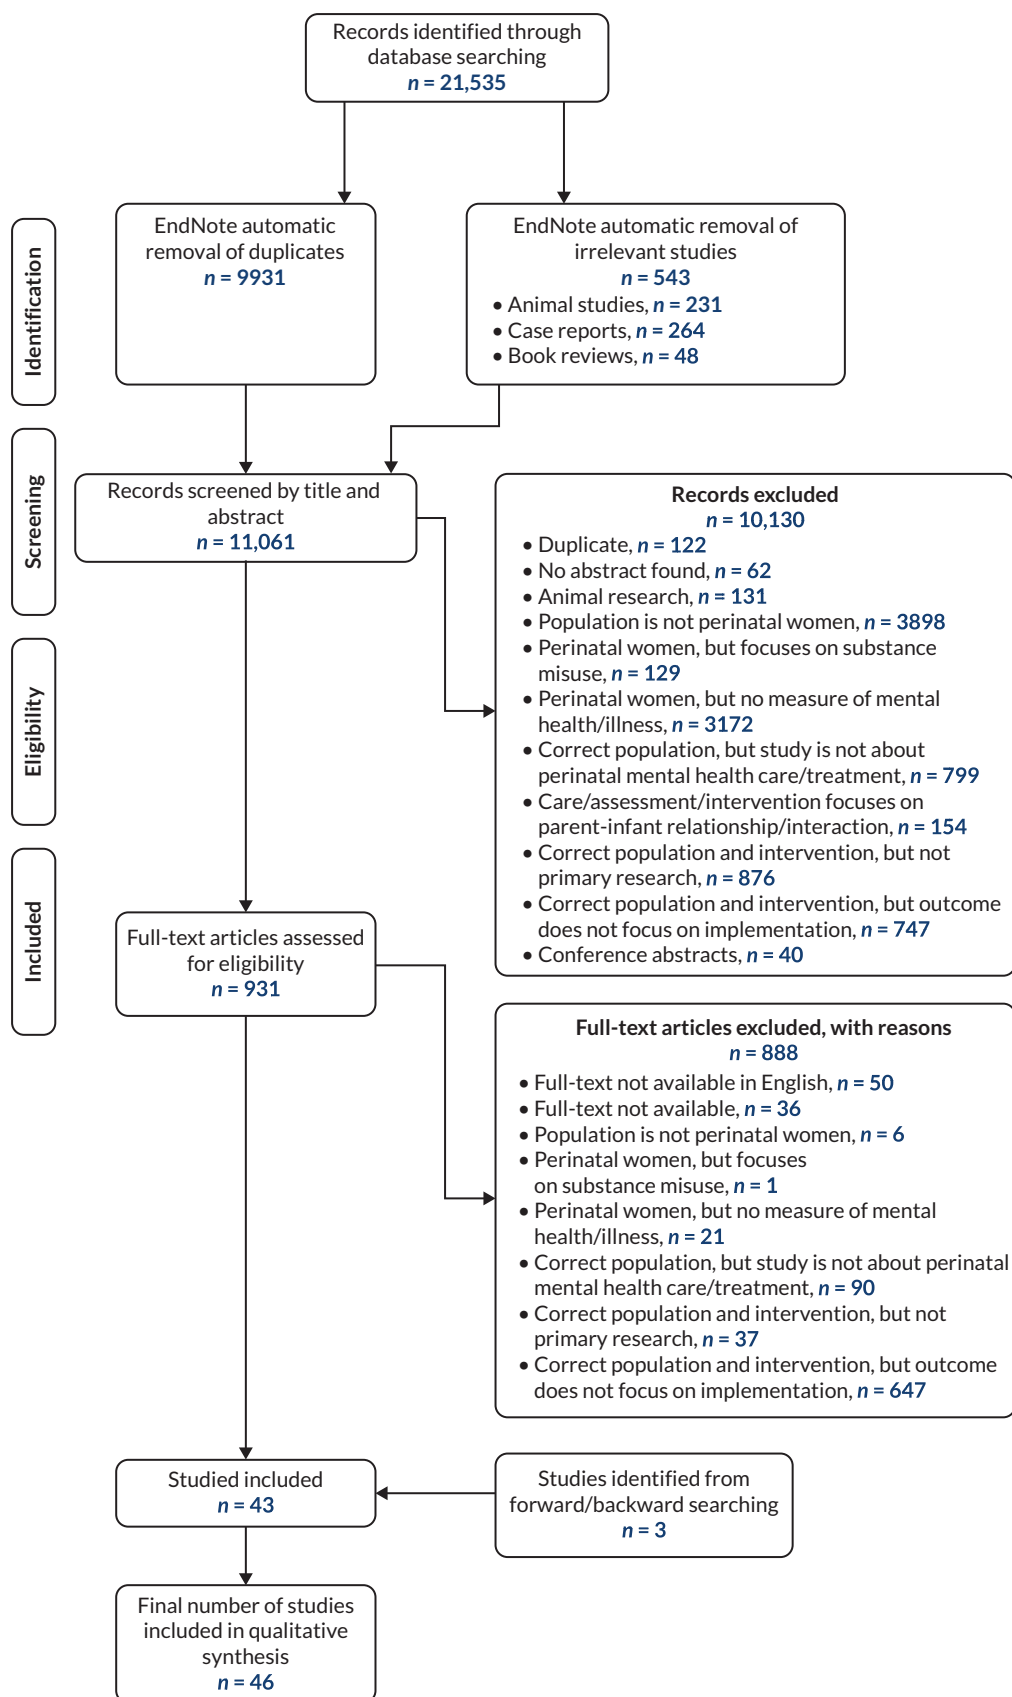 Records identified through
database searching
n = 21,535
EndNote automatic
removal of duplicates
n = 9931
EndNote automatic removal of
irrelevant studies
n = 543
• Animal studies, n = 231
• Case reports, n = 264
• Book reviews, n = 48
Identification
Records screened by title and
abstract
n = 11,061
Screening
Records excluded
n = 10,130
• Duplicate, n = 122
• No abstract found, n = 62
• Animal research, n = 131
• Population is not perinatal women, n = 3898
• Perinatal women, but focuses on substance
misuse, n = 129
• Perinatal women, but no measure of mental
health/illness, n = 3172
• Correct population, but study is not about
perinatal mental health care/treatment, n = 799
• Care/assessment/intervention focuses on
parent-infant relationship/interaction, n = 154
• Correct population and intervention, but not
primary research, n = 876
• Correct population and intervention, but outcome
does not focus on implementation, n = 747
• Conference abstracts, n = 40
Eligibility
Full-text articles assessed
for eligibility
n = 931
Included
Full-text articles excluded, with reasons
n = 888
• Full-text not available in English, n = 50
• Full-text not available, n = 36
• Population is not perinatal women, n = 6
• Perinatal women, but focuses
on substance misuse, n = 1
• Perinatal women, but no measure of mental
health/illness, n = 21
• Correct population, but study is not about perinatal
mental health care/treatment, n = 90
• Correct population and intervention, but not
primary research, n = 37
• Correct population and intervention, but outcome
does not focus on implementation, n = 647
Studied included
n = 43
Studies identified from
forward/backward searching
n = 3
Final number of studies
included in qualitative
synthesis
n = 46